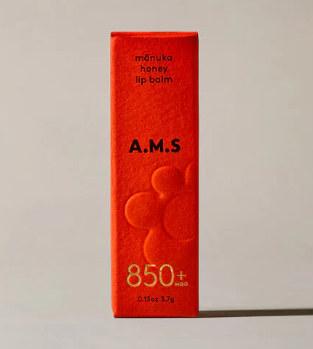 mānuka
honey
lip balm
A.M.S
850+
MGO
0.13oz 3.7g